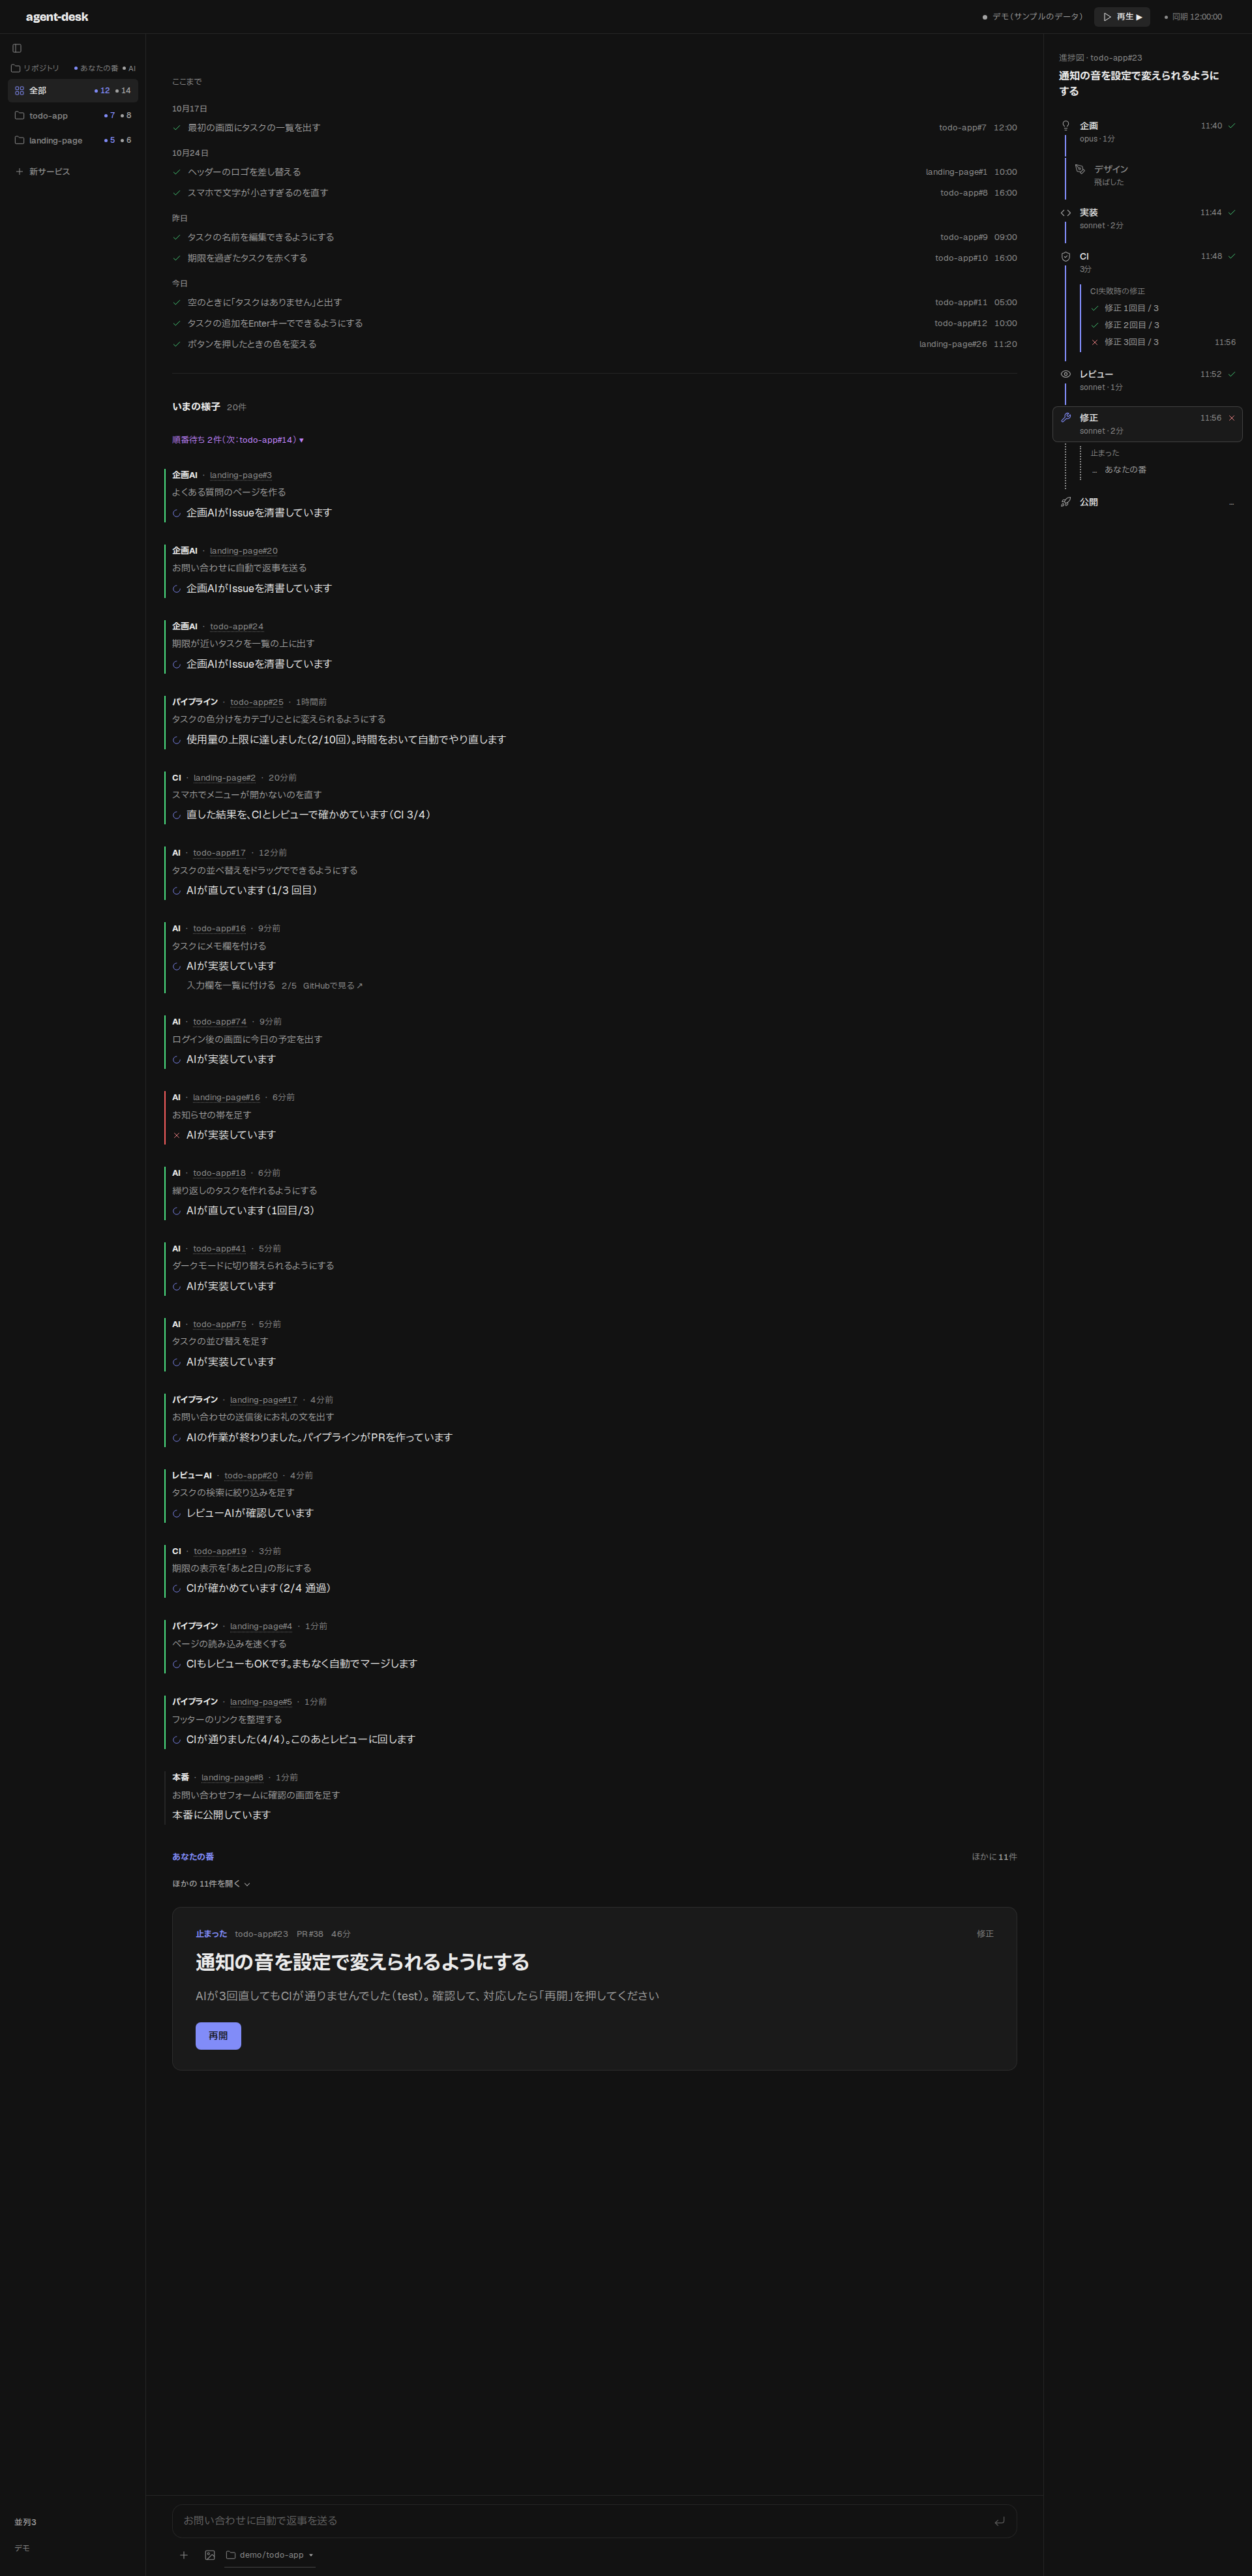 agent-desk
デモ（サンプルのデータ）
再生 ▶
同期 12:00:00
リポジトリ
あなたの番 AI
全部 12 14
todo-app 7 8
landing-page 5 6
新サービス
並列3
デモ
ここまで
10月17日
最初の画面にタスクの一覧を出す todo-app#7 12:00
10月24日
ヘッダーのロゴを差し替える landing-page#1 10:00
スマホで文字が小さすぎるのを直す todo-app#8 16:00
昨日
タスクの名前を編集できるようにする todo-app#9 09:00
期限を過ぎたタスクを赤くする todo-app#10 16:00
今日
空のときに「タスクはありません」と出す todo-app#11 05:00
タスクの追加をEnterキーでできるようにする todo-app#12 10:00
ボタンを押したときの色を変える landing-page#26 11:20
いまの様子 20件
順番待ち 2件（次：todo-app#14）▾
企画AI · landing-page#3
よくある質問のページを作る
企画AIがIssueを清書しています
企画AI · landing-page#20
お問い合わせに自動で返事を送る
企画AIがIssueを清書しています
企画AI · todo-app#24
期限が近いタスクを一覧の上に出す
企画AIがIssueを清書しています
パイプライン · todo-app#25 · 1時間前
タスクの色分けをカテゴリごとに変えられるようにする
使用量の上限に達しました（2/10回）。時間をおいて自動でやり直します
CI · landing-page#2 · 20分前
スマホでメニューが開かないのを直す
直した結果を、CIとレビューで確かめています（CI 3/4）
AI · todo-app#17 · 12分前
タスクの並べ替えをドラッグでできるようにする
AIが直しています（1/3 回目）
AI · todo-app#16 · 9分前
タスクにメモ欄を付ける
AIが実装しています
入力欄を一覧に付ける 2/5 GitHubで見る ↗
AI · todo-app#74 · 9分前
ログイン後の画面に今日の予定を出す
AIが実装しています
AI · landing-page#16 · 6分前
お知らせの帯を足す
AIが実装しています
AI · todo-app#18 · 6分前
繰り返しのタスクを作れるようにする
AIが直しています（1回目/3）
AI · todo-app#41 · 5分前
ダークモードに切り替えられるようにする
AIが実装しています
AI · todo-app#75 · 5分前
タスクの並び替えを足す
AIが実装しています
パイプライン · landing-page#17 · 4分前
お問い合わせの送信後にお礼の文を出す
AIの作業が終わりました。パイプラインがPRを作っています
レビューAI · todo-app#20 · 4分前
タスクの検索に絞り込みを足す
レビューAIが確認しています
CI · todo-app#19 · 3分前
期限の表示を「あと2日」の形にする
CIが確かめています（2/4 通過）
パイプライン · landing-page#4 · 1分前
ページの読み込みを速くする
CIもレビューもOKです。まもなく自動でマージします
パイプライン · landing-page#5 · 1分前
フッターのリンクを整理する
CIが通りました（4/4）。このあとレビューに回します
本番 · landing-page#8 · 1分前
お問い合わせフォームに確認の画面を足す
本番に公開しています
あなたの番 ほかに 11件
ほかの 11件を開く
止まった todo-app#23 PR #38 46分 修正
通知の音を設定で変えられるようにする
AIが3回直してもCIが通りませんでした（test）。確認して、対応したら「再開」を押してください
再開
お問い合わせに自動で返事を送る
demo/todo-app ▾
進捗図 · todo-app#23
通知の音を設定で変えられるように
する
企画 11:40
opus · 1分
デザイン
飛ばした
実装 11:44
sonnet · 2分
CI 11:48
3分
CI失敗時の修正
修正 1回目 / 3
修正 2回目 / 3
修正 3回目 / 3 11:56
レビュー 11:52
sonnet · 1分
修正 11:56
sonnet · 2分
止まった
あなたの番
公開